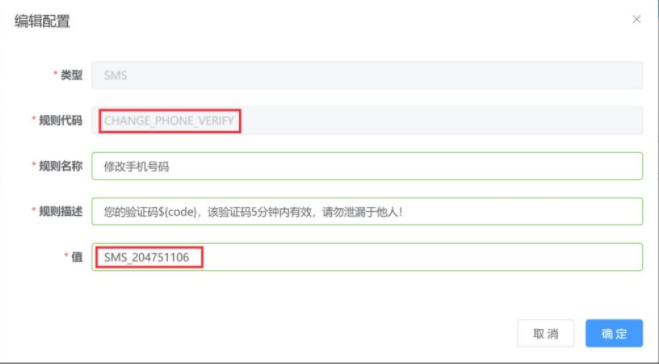 编辑配置
* 类型 SMS
* 规则代码 CHANGE_PHONE_VERIFY
* 规则名称 修改手机号码
* 规则描述 您的验证码${code}，该验证码5分钟内有效，请勿泄漏于他人！
* 值 SMS_204751106
取消 确定